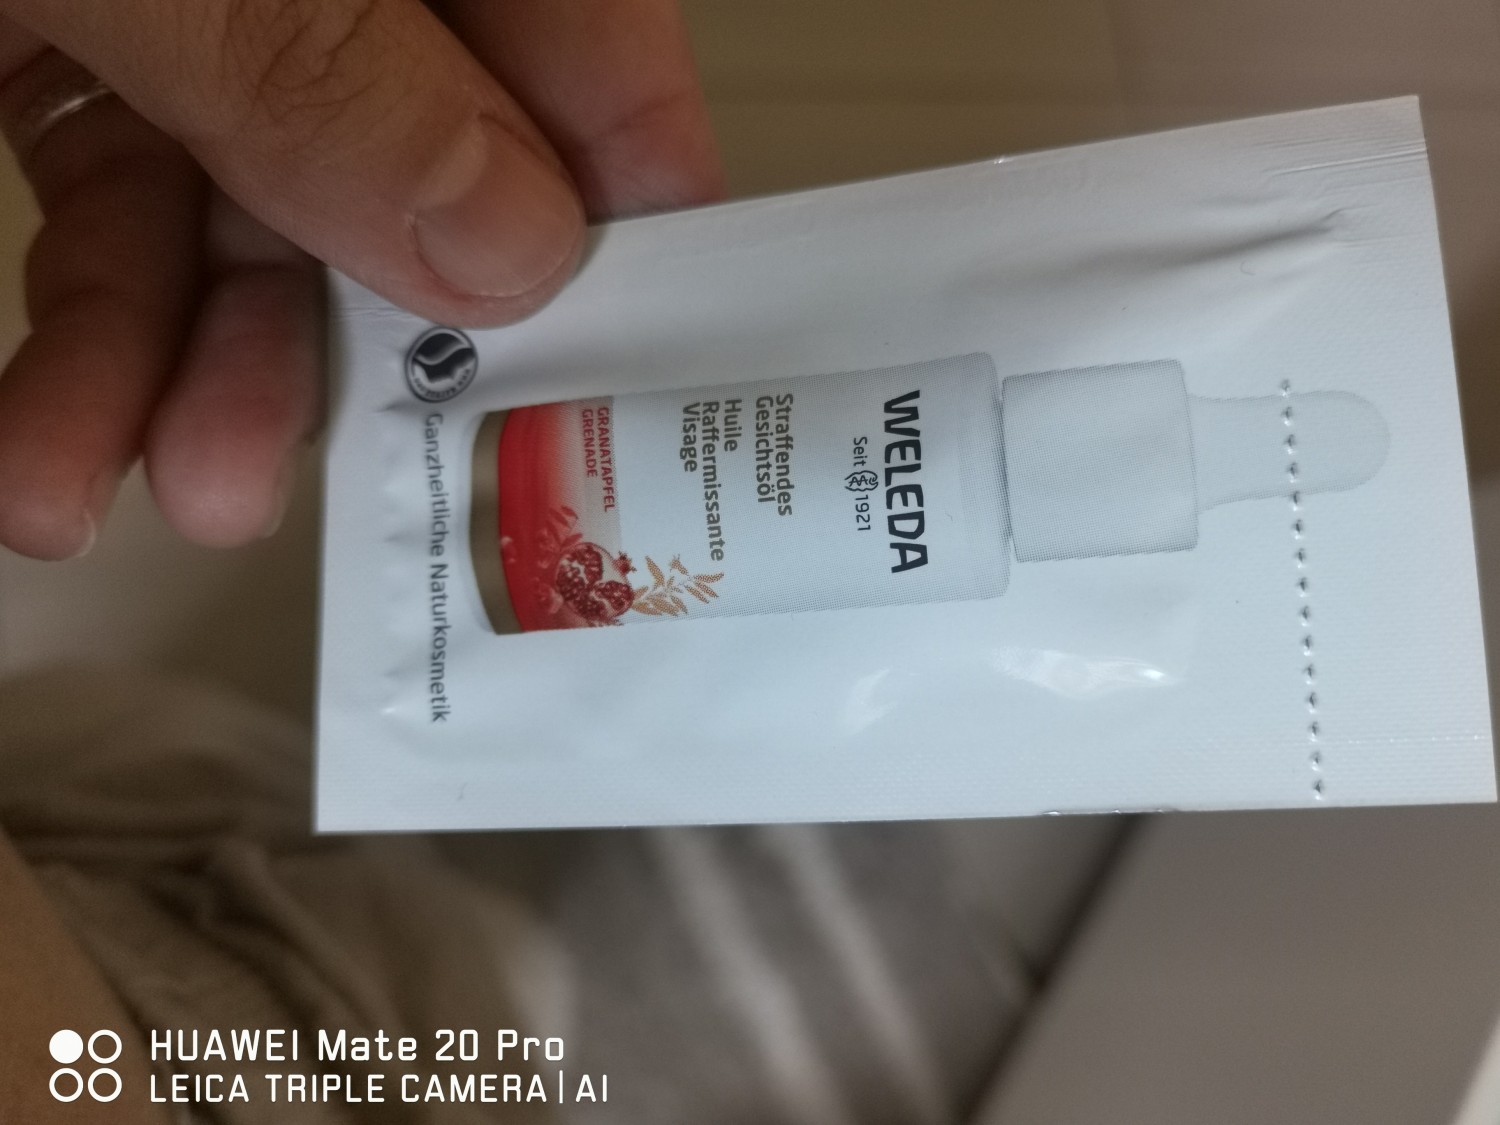 WELEDA
Seit 1921
Straffendes
Gesichtsöl
Huile
Raffermissante
Visage
GRANATAPFEL
GRENADE
Ganzheitliche Naturkosmetik
HUAWEI Mate 20 Pro
LEICA TRIPLE CAMERA | AI